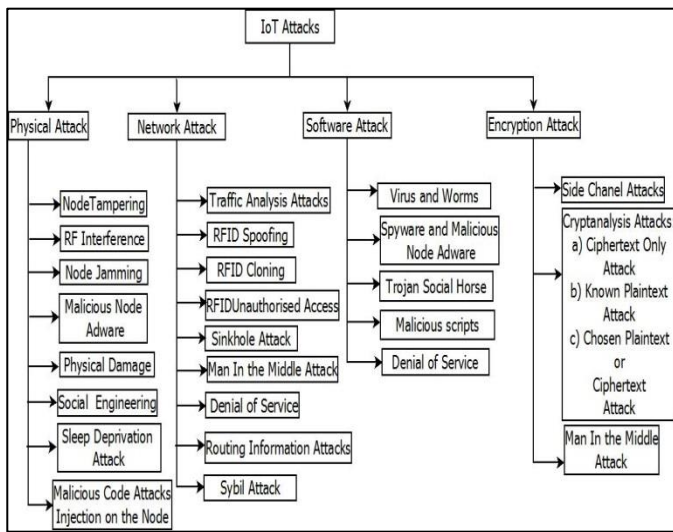 IoT Attacks
Physical Attack
Network Attack
Software Attack
Encryption Attack
NodeTampering
RF Interference
Node Jamming
Malicious Node
Adware
Physical Damage
Social Engineering
Sleep Deprivation
Attack
Malicious Code Attacks
Injection on the Node
Traffic Analysis Attacks
RFID Spoofing
RFID Cloning
RFIDUnauthorised Access
Sinkhole Attack
Man In the Middle Attack
Denial of Service
Routing Information Attacks
Sybil Attack
Virus and Worms
Spyware and Malicious
Node Adware
Trojan Social Horse
Malicious scripts
Denial of Service
Side Chanel Attacks
Cryptanalysis Attacks
a) Ciphertext Only
Attack
b) Known Plaintext
Attack
c) Chosen Plaintext
or
Ciphertext
Attack
Man In the Middle
Attack